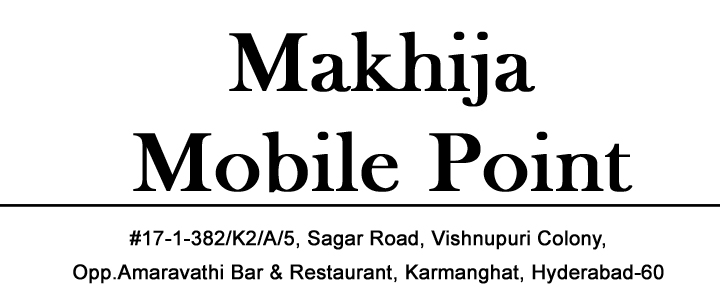 Makhija
Mobile Point
#17-1-382/K2/A/5, Sagar Road, Vishnupuri Colony,
Opp.Amaravathi Bar & Restaurant, Karmanghat, Hyderabad-60